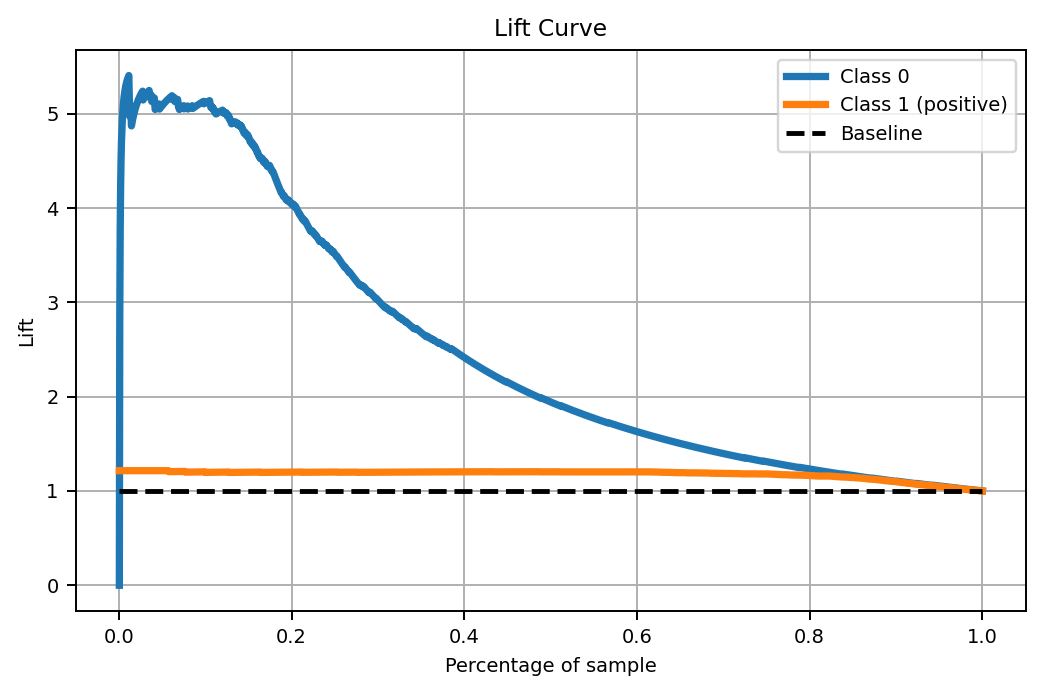 Lift Curve
Class 0
Class 1 (positive)
Baseline
Lift
5
4
3
2
1
0
0.0 0.2 0.4 0.6 0.8 1.0
Percentage of sample